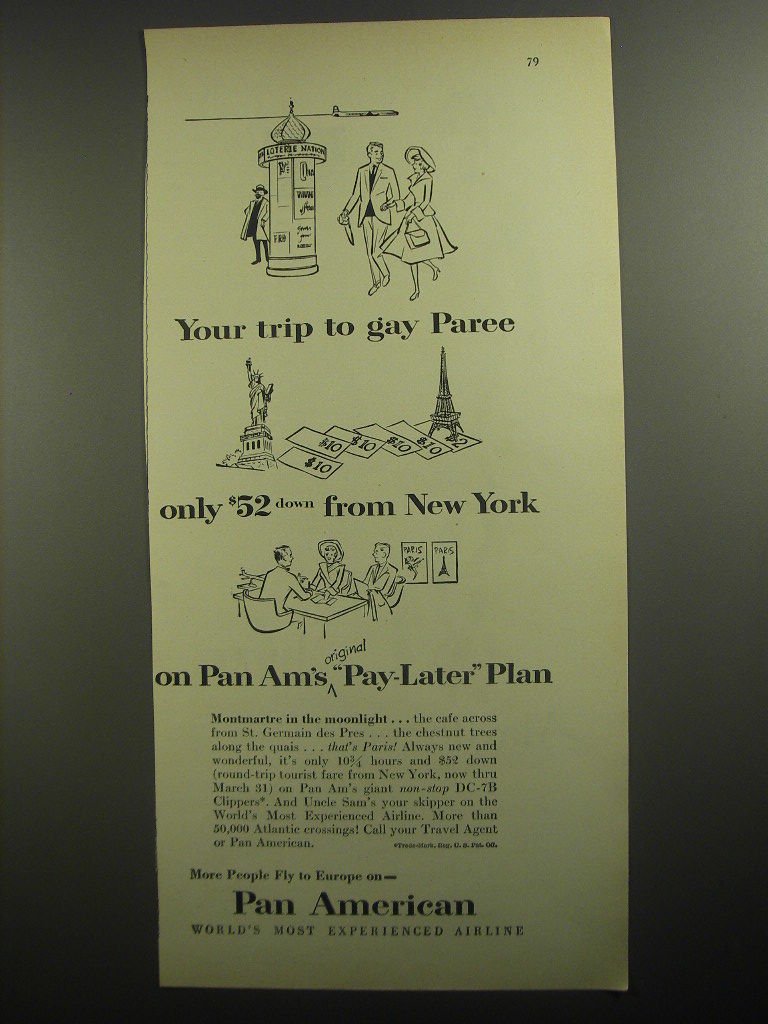 79
LOTERIE NATION
Your trip to gay Paree
$10 $10 $10 $10 $10 $2
only $52 down from New York
PARIS PARIS
original
on Pan Am's, "Pay-Later" Plan
Montmartre in the moonlight . . . the cafe across
from St. Germain des Pres . . . the chestnut trees
along the quais . . . that's Paris! Always new and
wonderful, it's only 10¾ hours and $52 down
(round-trip tourist fare from New York, now thru
March 31) on Pan Am's giant non-stop DC-7B
Clippers*. And Uncle Sam's your skipper on the
World's Most Experienced Airline. More than
50,000 Atlantic crossings! Call your Travel Agent
or Pan American. *Trade-Mark, Reg. U. S. Pat. Off.
More People Fly to Europe on—
Pan American
WORLD'S MOST EXPERIENCED AIRLINE